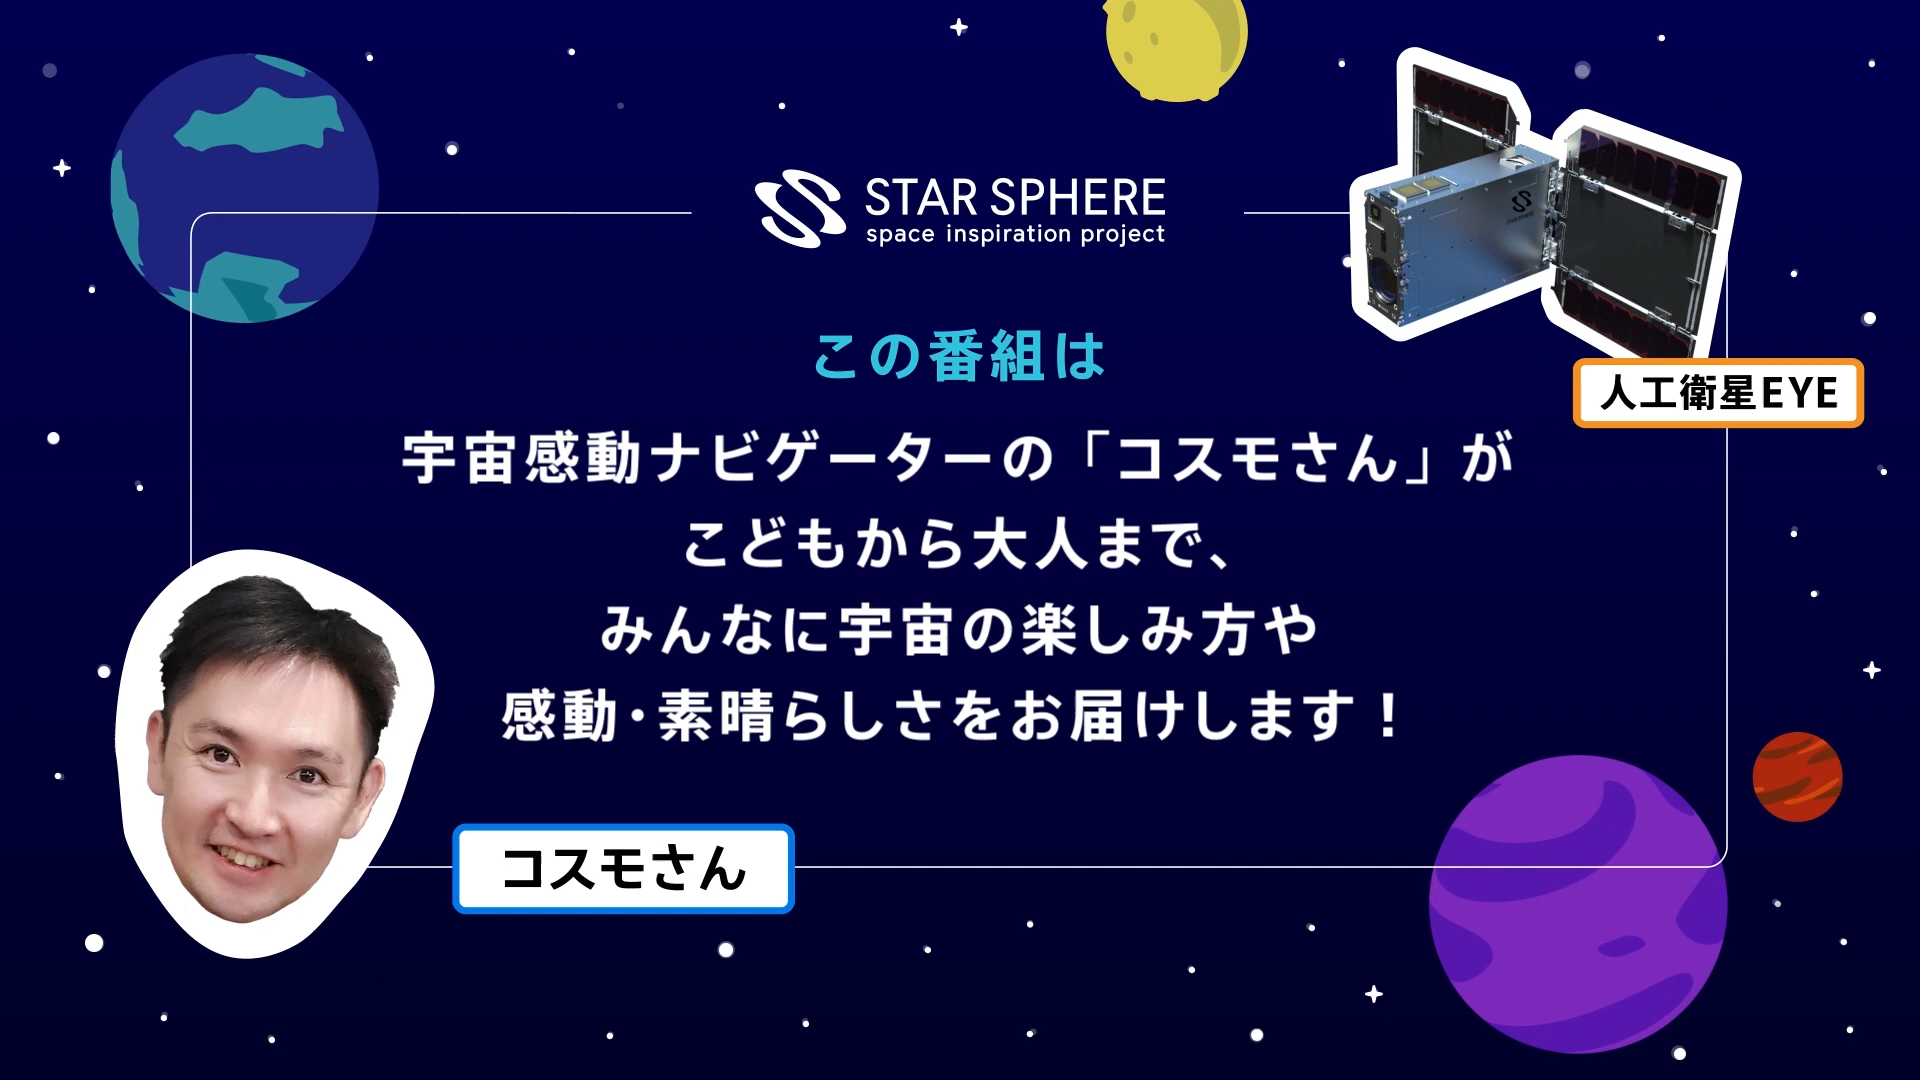 STAR SPHERE
space inspiration project
この番組は
宇宙感動ナビゲーターの「コスモさん」が
こどもから大人まで、
みんなに宇宙の楽しみ方や
感動・素晴らしさをお届けします！
STAR SPHERE
人工衛星EYE
コスモさん